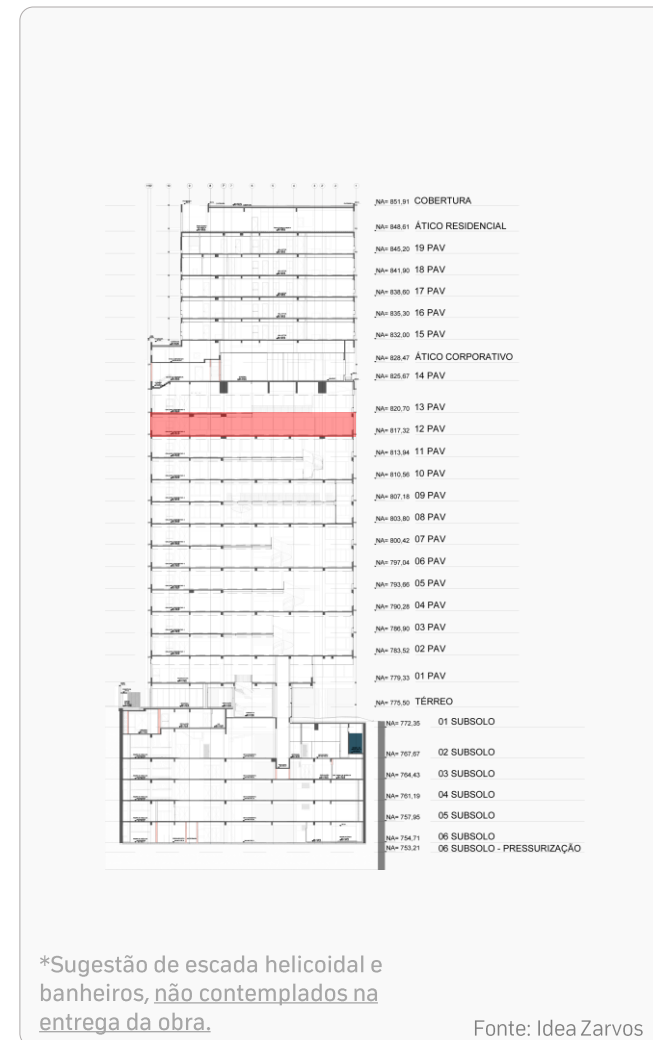 NA= 851,91 COBERTURA
NA= 848,61 ÁTICO RESIDENCIAL
NA= 845,20 19 PAV
NA= 841,90 18 PAV
NA= 838,60 17 PAV
NA= 835,30 16 PAV
NA= 832,00 15 PAV
NA= 828,47 ÁTICO CORPORATIVO
NA= 825,67 14 PAV
NA= 820,70 13 PAV
NA= 817,32 12 PAV
NA= 813,94 11 PAV
NA= 810,56 10 PAV
NA= 807,18 09 PAV
NA= 803,80 08 PAV
NA= 800,42 07 PAV
NA= 797,04 06 PAV
NA= 793,66 05 PAV
NA= 790,28 04 PAV
NA= 786,90 03 PAV
NA= 783,52 02 PAV
NA= 779,33 01 PAV
NA= 775,50 TÉRREO
NA= 772,35 01 SUBSOLO
NA= 767,67 02 SUBSOLO
NA= 764,43 03 SUBSOLO
NA= 761,19 04 SUBSOLO
NA= 757,95 05 SUBSOLO
NA= 754,71 06 SUBSOLO
NA= 753,21 06 SUBSOLO - PRESSURIZAÇÃO
*Sugestão de escada helicoidal e
banheiros, não contemplados na
entrega da obra.
Fonte: Idea Zarvos